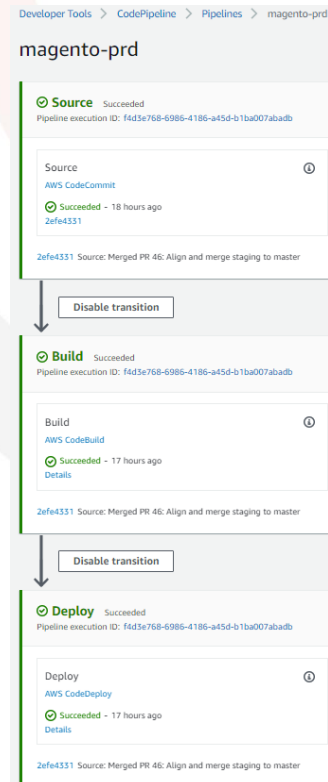 Developer Tools > CodePipeline > Pipelines > magento-prd
magento-prd
Source Succeeded
Pipeline execution ID: f4d3e768-6986-4186-a45d-b1ba007abadb
Source
AWS CodeCommit
Succeeded - 18 hours ago
2efe4331
2efe4331 Source: Merged PR 46: Align and merge staging to master
Disable transition
Build Succeeded
Pipeline execution ID: f4d3e768-6986-4186-a45d-b1ba007abadb
Build
AWS CodeBuild
Succeeded - 17 hours ago
Details
2efe4331 Source: Merged PR 46: Align and merge staging to master
Disable transition
Deploy Succeeded
Pipeline execution ID: f4d3e768-6986-4186-a45d-b1ba007abadb
Deploy
AWS CodeDeploy
Succeeded - 17 hours ago
Details
2efe4331 Source: Merged PR 46: Align and merge staging to master